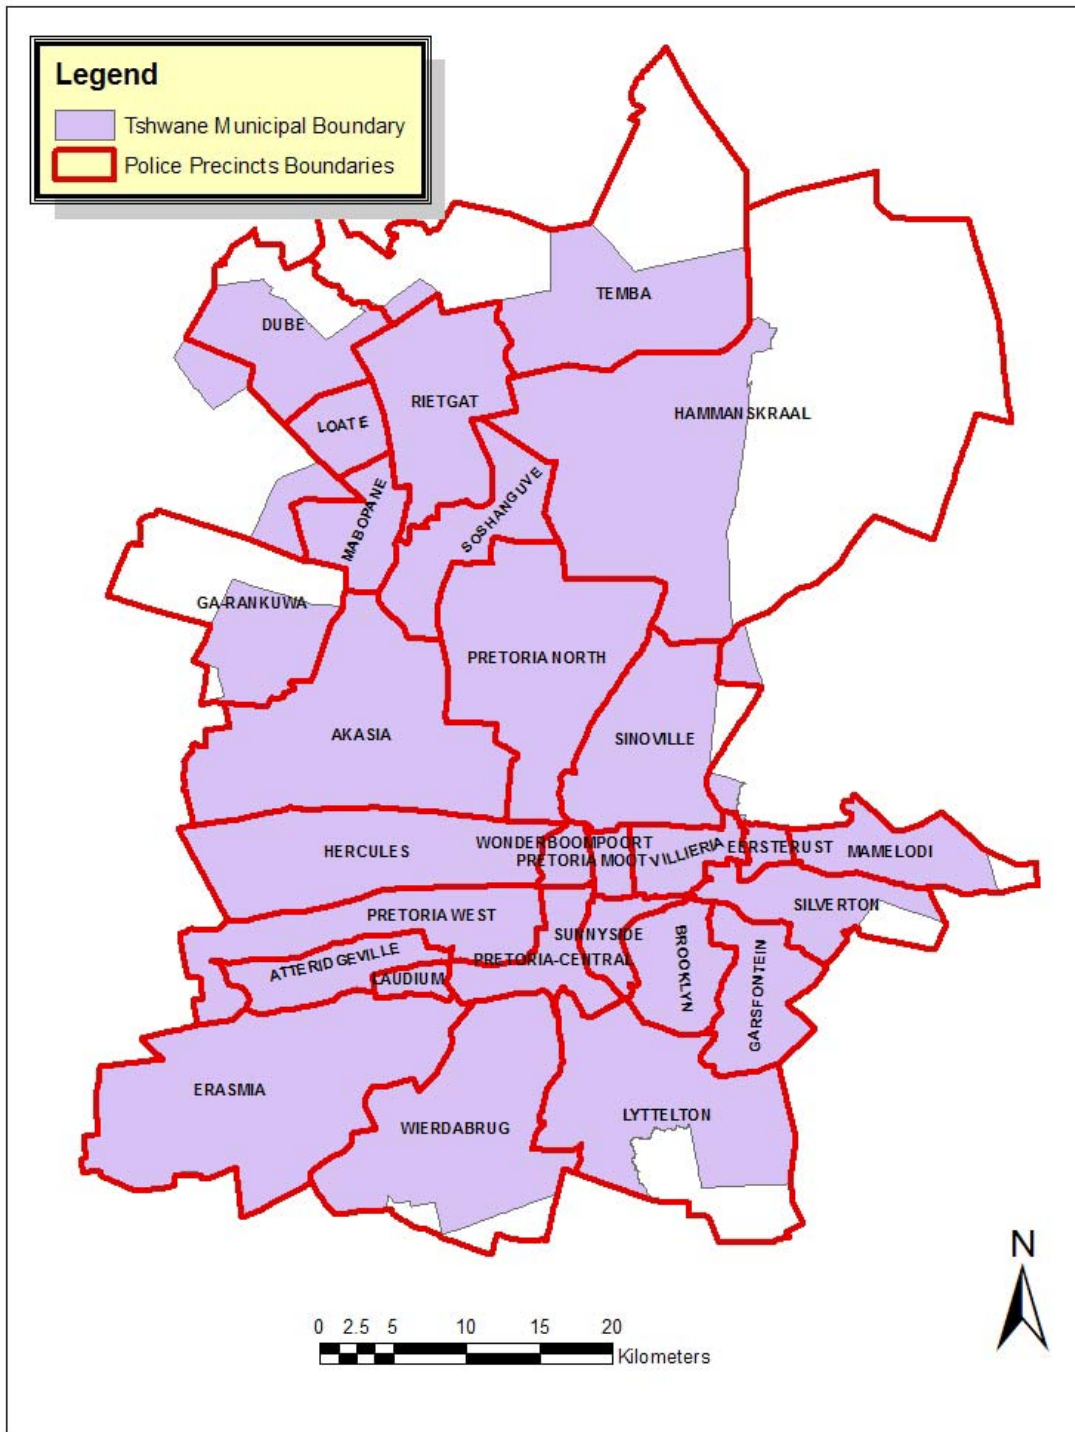 Legend
Tshwane Municipal Boundary
Police Precincts Boundaries
TEMBA
DUBE
RIETGAT
HAMMANSKRAAL
LOATE
SOSHANGUVE
MABOPANE
GA-RANKUWA
PRETORIA NORTH
AKASIA
SINOVILLE
WONDERBOOMPOORT
HERCULES
PRETORIA MOOT
VILLIERIA
EERSTERUST
MAMELODI
SILVERTON
PRETORIA WEST
SUNNYSIDE
BROOKLYN
ATTERIDGEVILLE
PRETORIA-CENTRAL
LAUDIUM
GARSFONTEIN
ERASMIA
WIERDABRUG
LYTTELTON
N
0 2.5 5 10 15 20
Kilometers